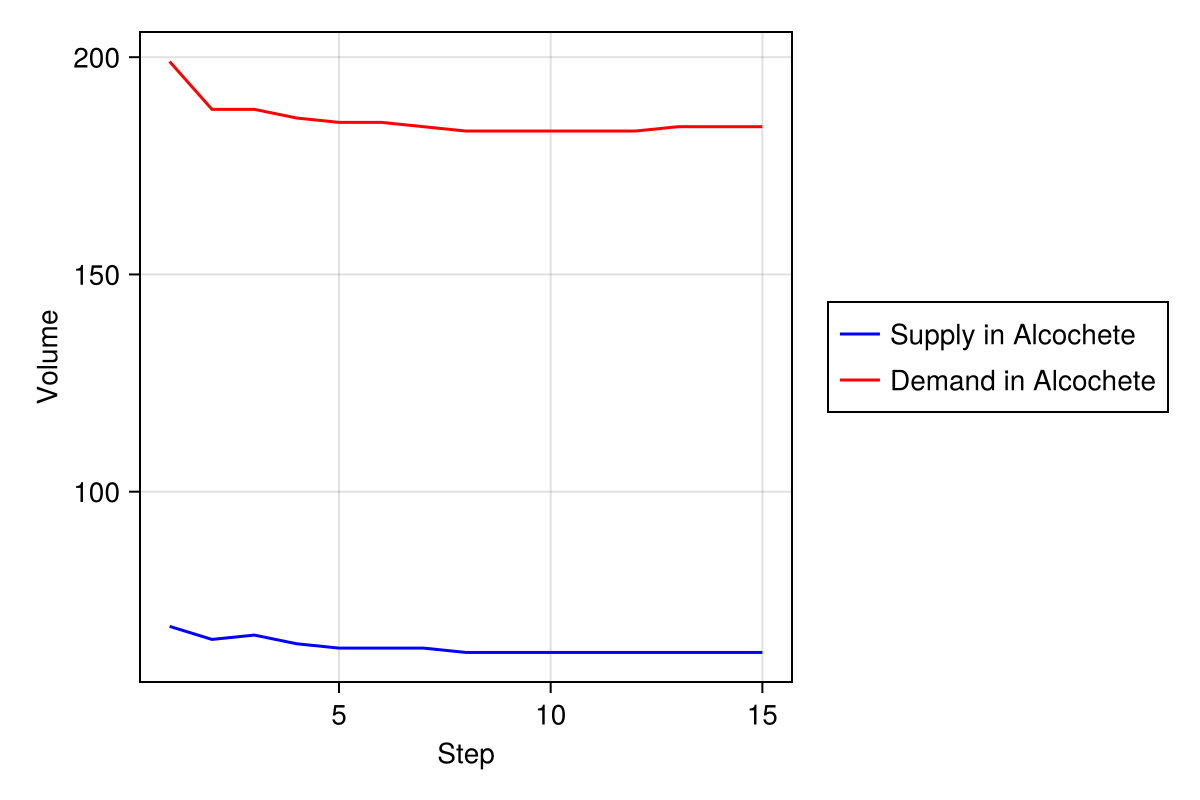 200
150
100
Volume
5 10 15
Step
Supply in Alcochete
Demand in Alcochete